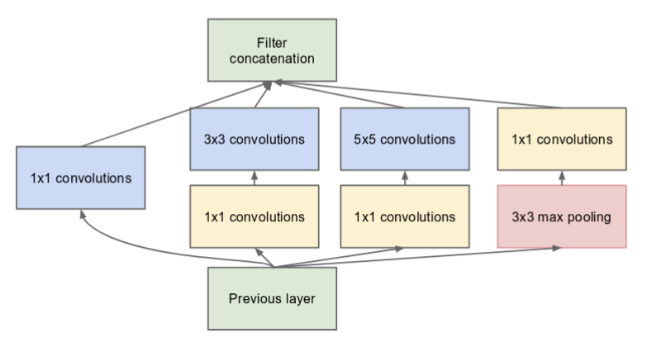 Filter
concatenation
3x3 convolutions
5x5 convolutions
1x1 convolutions
1x1 convolutions
1x1 convolutions
1x1 convolutions
3x3 max pooling
Previous layer